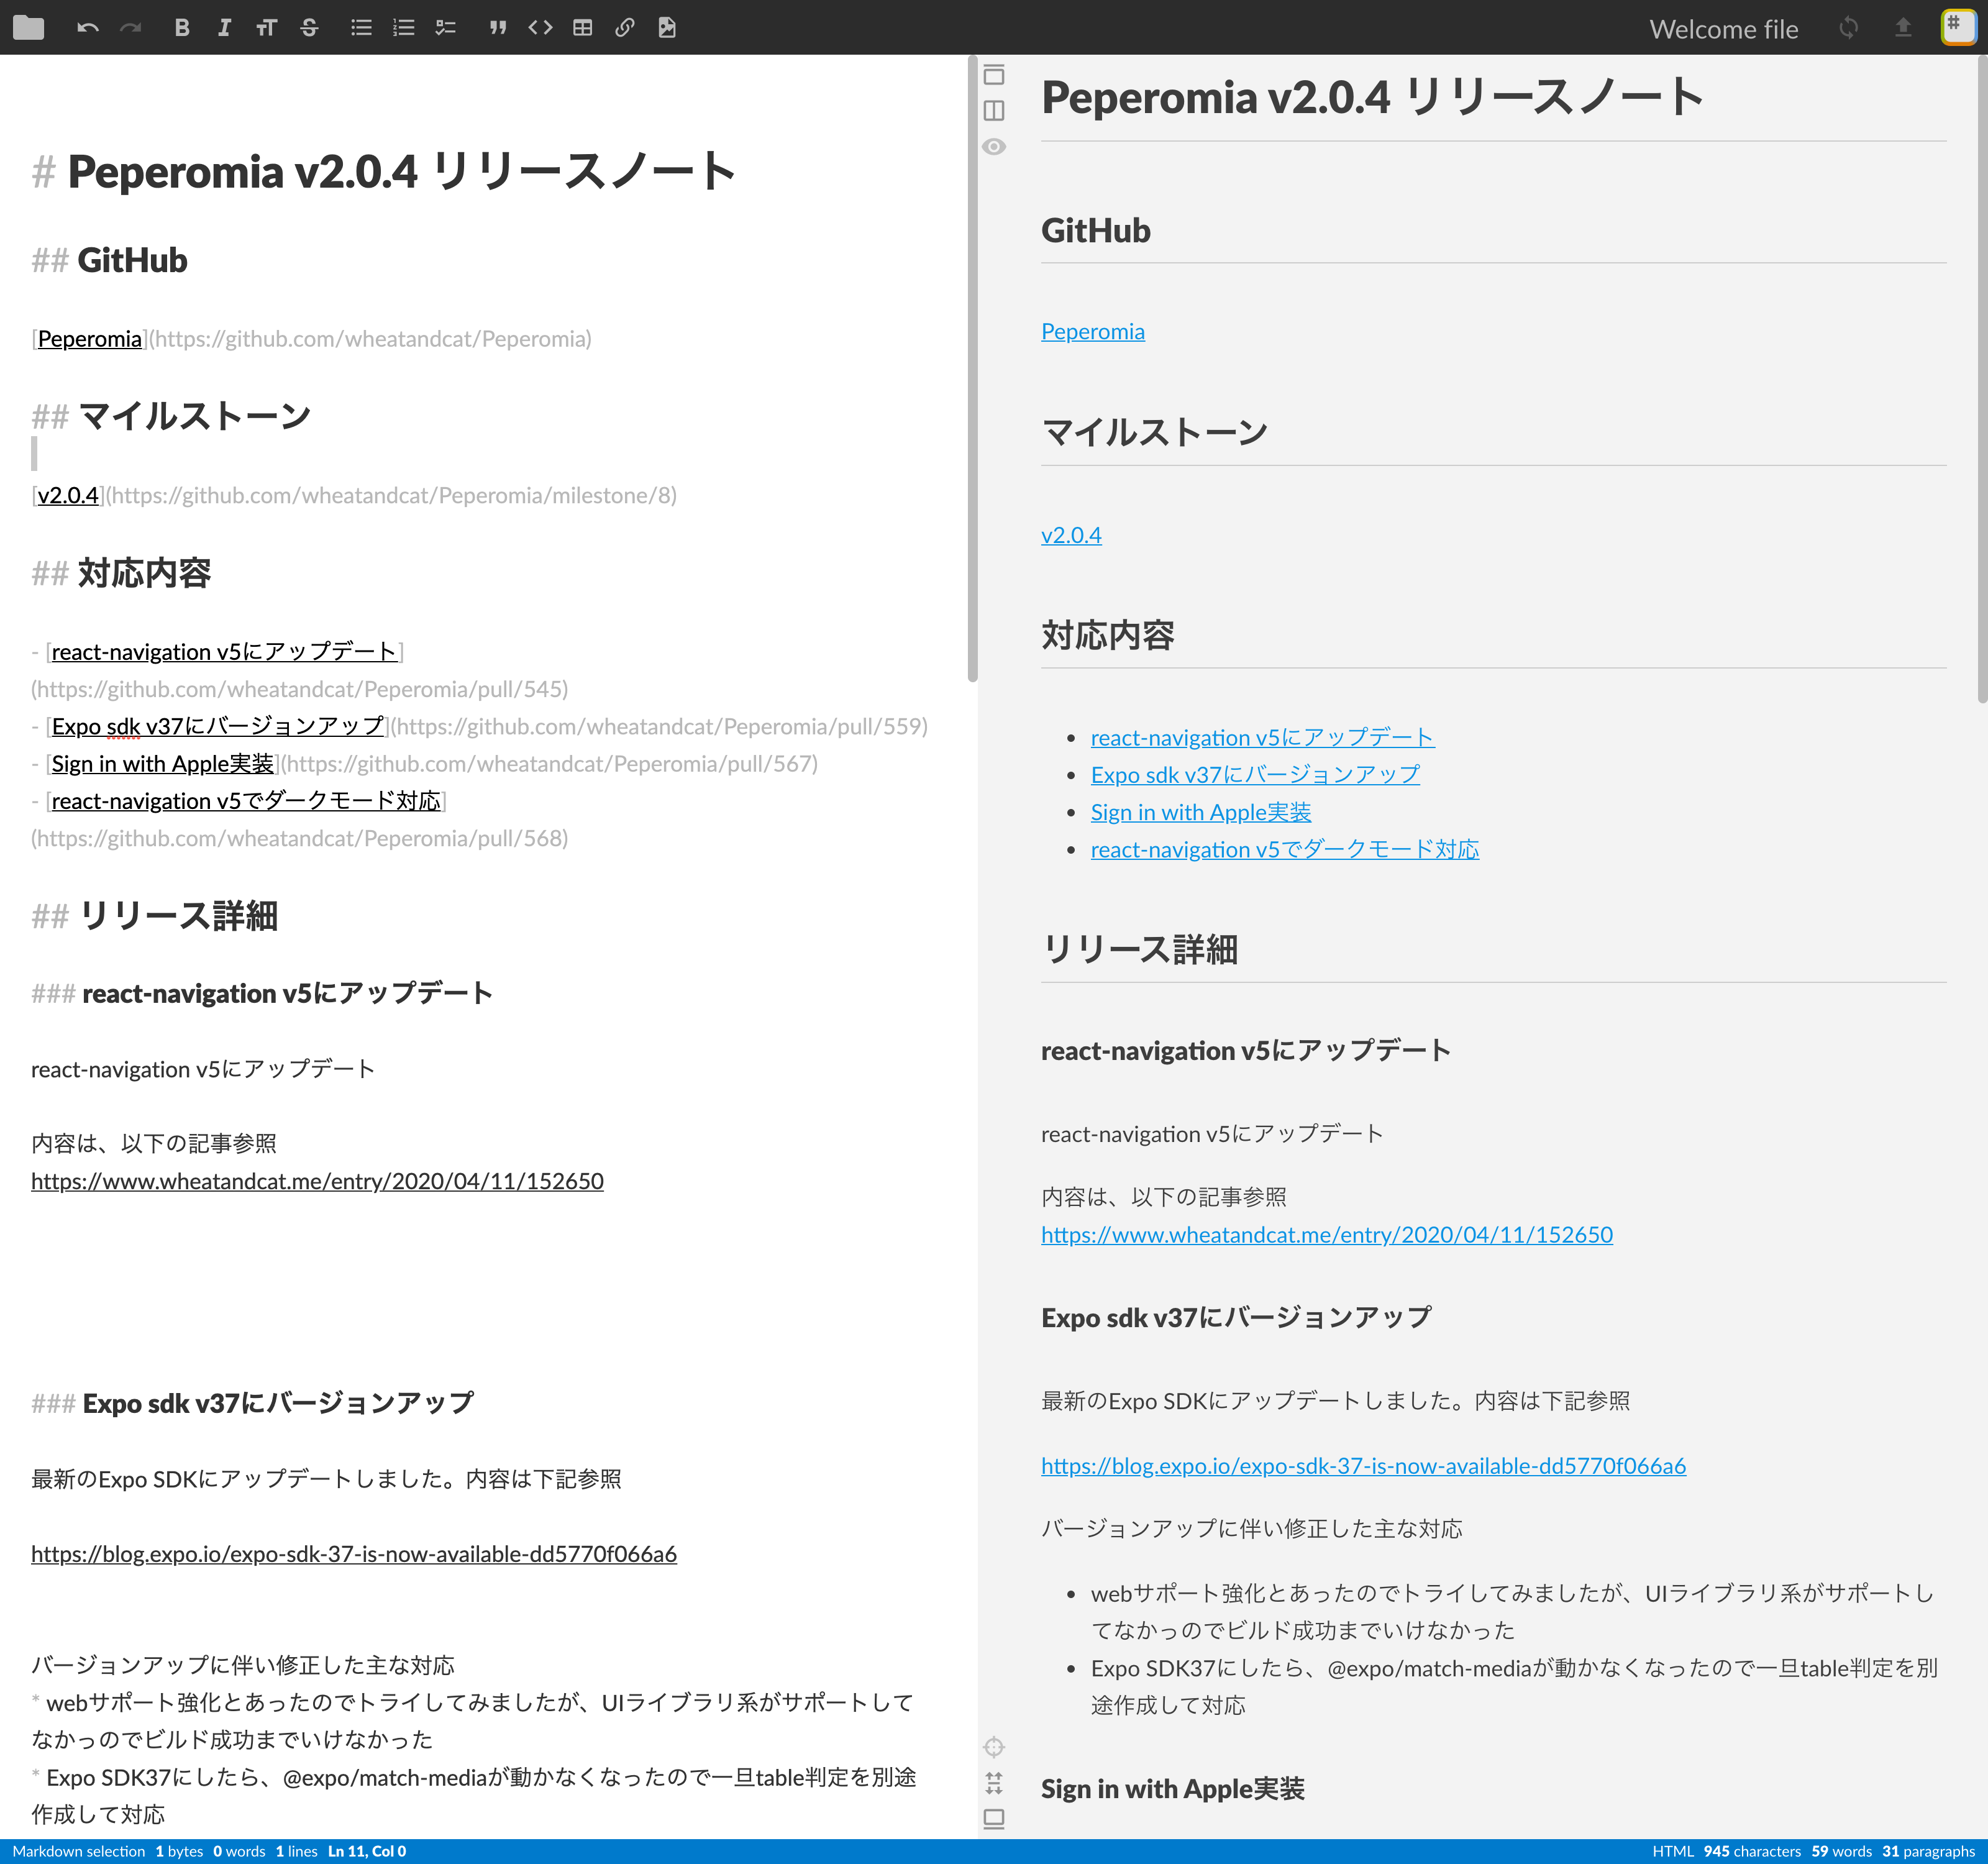 Welcome file
# Peperomia v2.0.4 リリースノート
## GitHub
[Peperomia](https://github.com/wheatandcat/Peperomia)
## マイルストーン
[v2.0.4](https://github.com/wheatandcat/Peperomia/milestone/8)
## 対応内容
- [react-navigation v5にアップデート]
(https://github.com/wheatandcat/Peperomia/pull/545)
- [Expo sdk v37にバージョンアップ](https://github.com/wheatandcat/Peperomia/pull/559)
- [Sign in with Apple実装](https://github.com/wheatandcat/Peperomia/pull/567)
- [react-navigation v5でダークモード対応]
(https://github.com/wheatandcat/Peperomia/pull/568)
## リリース詳細
### react-navigation v5にアップデート
react-navigation v5にアップデート
内容は、以下の記事参照
https://www.wheatandcat.me/entry/2020/04/11/152650
### Expo sdk v37にバージョンアップ
最新のExpo SDKにアップデートしました。内容は下記参照
https://blog.expo.io/expo-sdk-37-is-now-available-dd5770f066a6
バージョンアップに伴い修正した主な対応
* webサポート強化とあったのでトライしてみましたが、UIライブラリ系がサポートして
なかっのでビルド成功までいけなかった
* Expo SDK37にしたら、@expo/match-mediaが動かなくなったので一旦table判定を別途
作成して対応
Peperomia v2.0.4 リリースノート
GitHub
Peperomia
マイルストーン
v2.0.4
対応内容
• react-navigation v5にアップデート
• Expo sdk v37にバージョンアップ
• Sign in with Apple実装
• react-navigation v5でダークモード対応
リリース詳細
react-navigation v5にアップデート
react-navigation v5にアップデート
内容は、以下の記事参照
https://www.wheatandcat.me/entry/2020/04/11/152650
Expo sdk v37にバージョンアップ
最新のExpo SDKにアップデートしました。内容は下記参照
https://blog.expo.io/expo-sdk-37-is-now-available-dd5770f066a6
バージョンアップに伴い修正した主な対応
• webサポート強化とあったのでトライしてみましたが、UIライブラリ系がサポートし
てなかっのでビルド成功までいけなかった
• Expo SDK37にしたら、@expo/match-mediaが動かなくなったので一旦table判定を別
途作成して対応
Sign in with Apple実装
Markdown selection 1 bytes 0 words 1 lines Ln 11, Col 0
HTML 945 characters 59 words 31 paragraphs